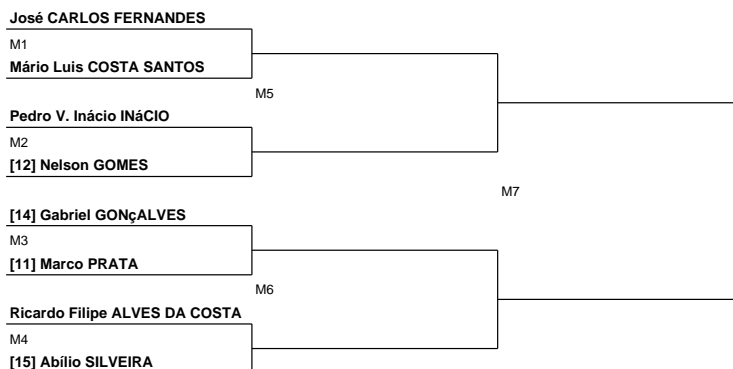 José CARLOS FERNANDES
M1
Mário Luis COSTA SANTOS
M5
Pedro V. Inácio INáCIO
M2
[12] Nelson GOMES
M7
[14] Gabriel GONçALVES
M3
[11] Marco PRATA
M6
Ricardo Filipe ALVES DA COSTA
M4
[15] Abílio SILVEIRA